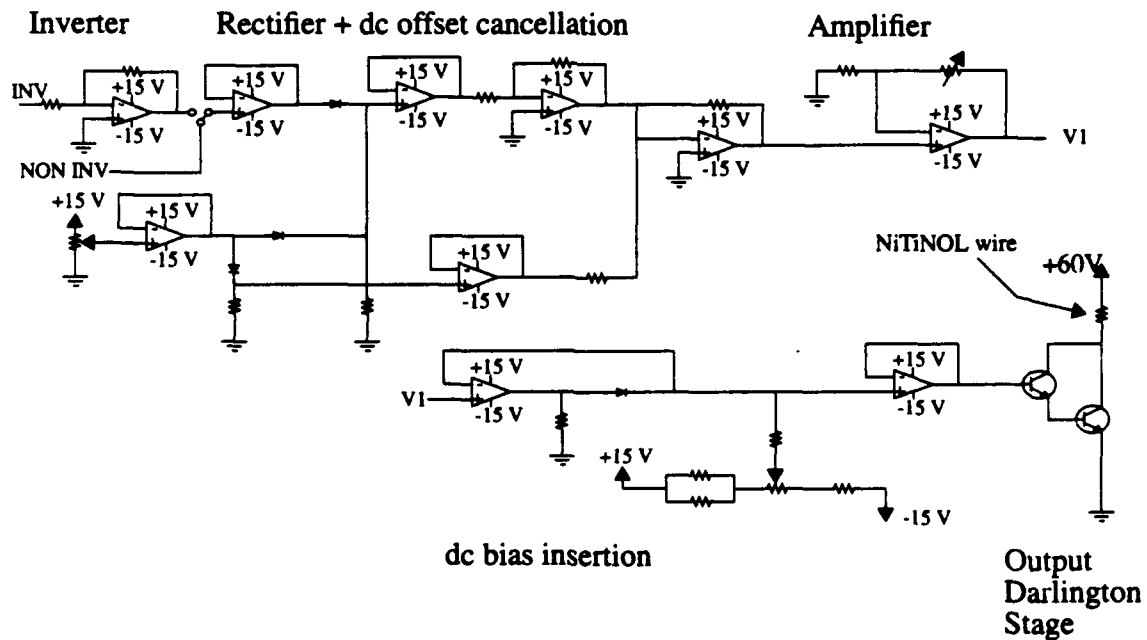 Inverter
Rectifier + dc offset cancellation
Amplifier
INV
+15 V
-15 V
+15 V
-15 V
+15 V
-15 V
+15 V
-15 V
+15 V
-15 V
+15 V
-15 V
V1
NON INV
+15 V
+15 V
-15 V
+15 V
-15 V
NiTiNOL wire
+60V
V1
+15 V
-15 V
+15 V
-15 V
+15 V
-15 V
dc bias insertion
Output
Darlington
Stage